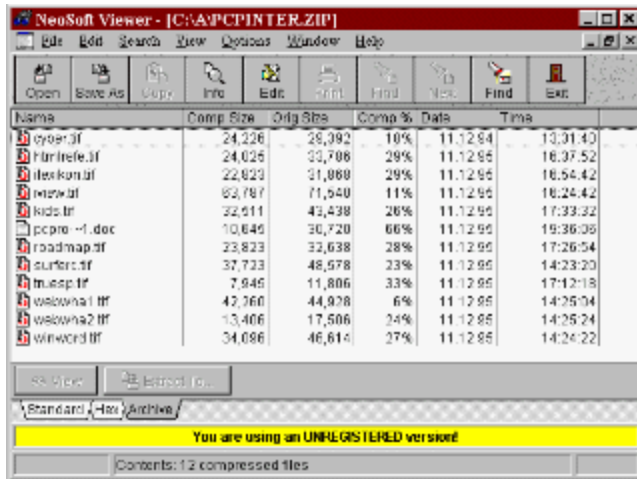 NeoSoft Viewer - [C:\A\PCPINTER.ZIP]
File Edit Search View Options Window Help
Open Save As Copy Info Edit Print Find Next Find Exit
Name Comp Size Orig Size Comp % Date Time
cyber.tif 24,226 29,392 18% 11.12.94 13:01:40
htmlrefe.tif 24,025 33,706 29% 11.12.95 16:37:52
ilexikon.tif 22,823 31,868 29% 11.12.95 16:54:42
63,787 71,540 11% 11.12.95 16:24:42
kids.tif 32,511 43,438 26% 11.12.95 17:33:32
pcpro~1.doc 10,649 30,720 66% 11.12.95 19:36:06
roadmap.tif 23,823 32,638 28% 11.12.95 17:26:54
surfers.tif 37,723 48,578 23% 11.12.95 14:23:20
truesp.tif 7,945 11,806 33% 11.12.95 17:12:18
webwha1.tif 42,260 44,928 6% 11.12.95 14:25:04
webwha2.tif 13,406 17,506 24% 11.12.95 14:25:24
winword.tif 34,096 46,614 27% 11.12.95 14:24:22
View Extract To...
Standard Hex Archive
You are using an UNREGISTERED version!
Contents: 12 compressed files